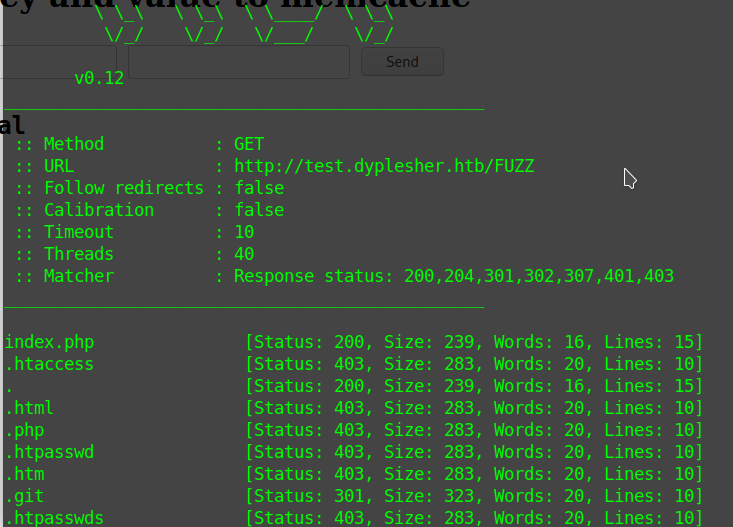 ey and value to memcache
Send
v0.12
al
:: Method : GET
:: URL : http://test.dyplesher.htb/FUZZ
:: Follow redirects : false
:: Calibration : false
:: Timeout : 10
:: Threads : 40
:: Matcher : Response status: 200,204,301,302,307,401,403
index.php [Status: 200, Size: 239, Words: 16, Lines: 15]
.htaccess [Status: 403, Size: 283, Words: 20, Lines: 10]
. [Status: 200, Size: 239, Words: 16, Lines: 15]
.html [Status: 403, Size: 283, Words: 20, Lines: 10]
.php [Status: 403, Size: 283, Words: 20, Lines: 10]
.htpasswd [Status: 403, Size: 283, Words: 20, Lines: 10]
.htm [Status: 403, Size: 283, Words: 20, Lines: 10]
.git [Status: 301, Size: 323, Words: 20, Lines: 10]
.htpasswds [Status: 403, Size: 283, Words: 20, Lines: 10]